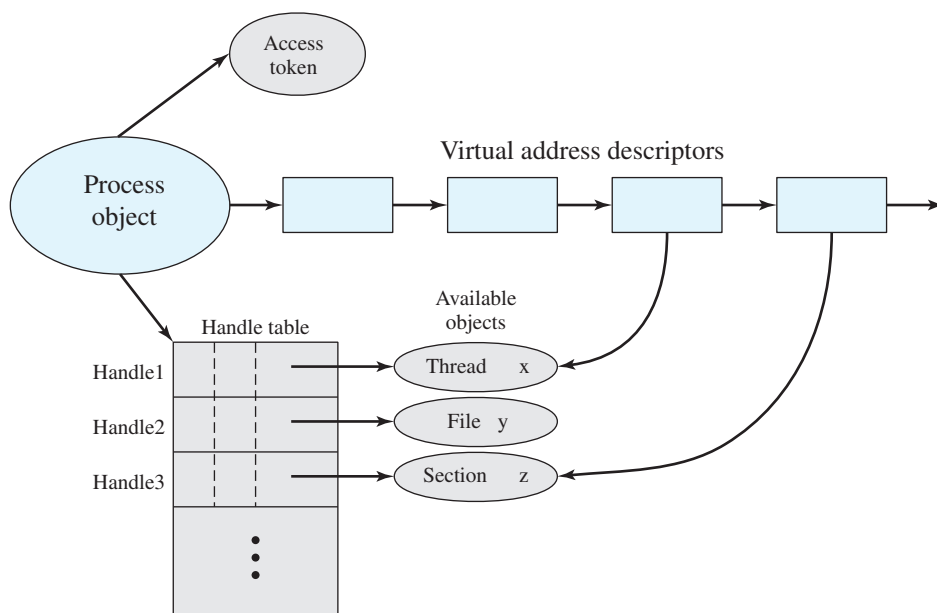 Access
token
Virtual address descriptors
Process
object
Available
objects
Handle table
Handle1
Thread x
Handle2
File y
Handle3
Section z